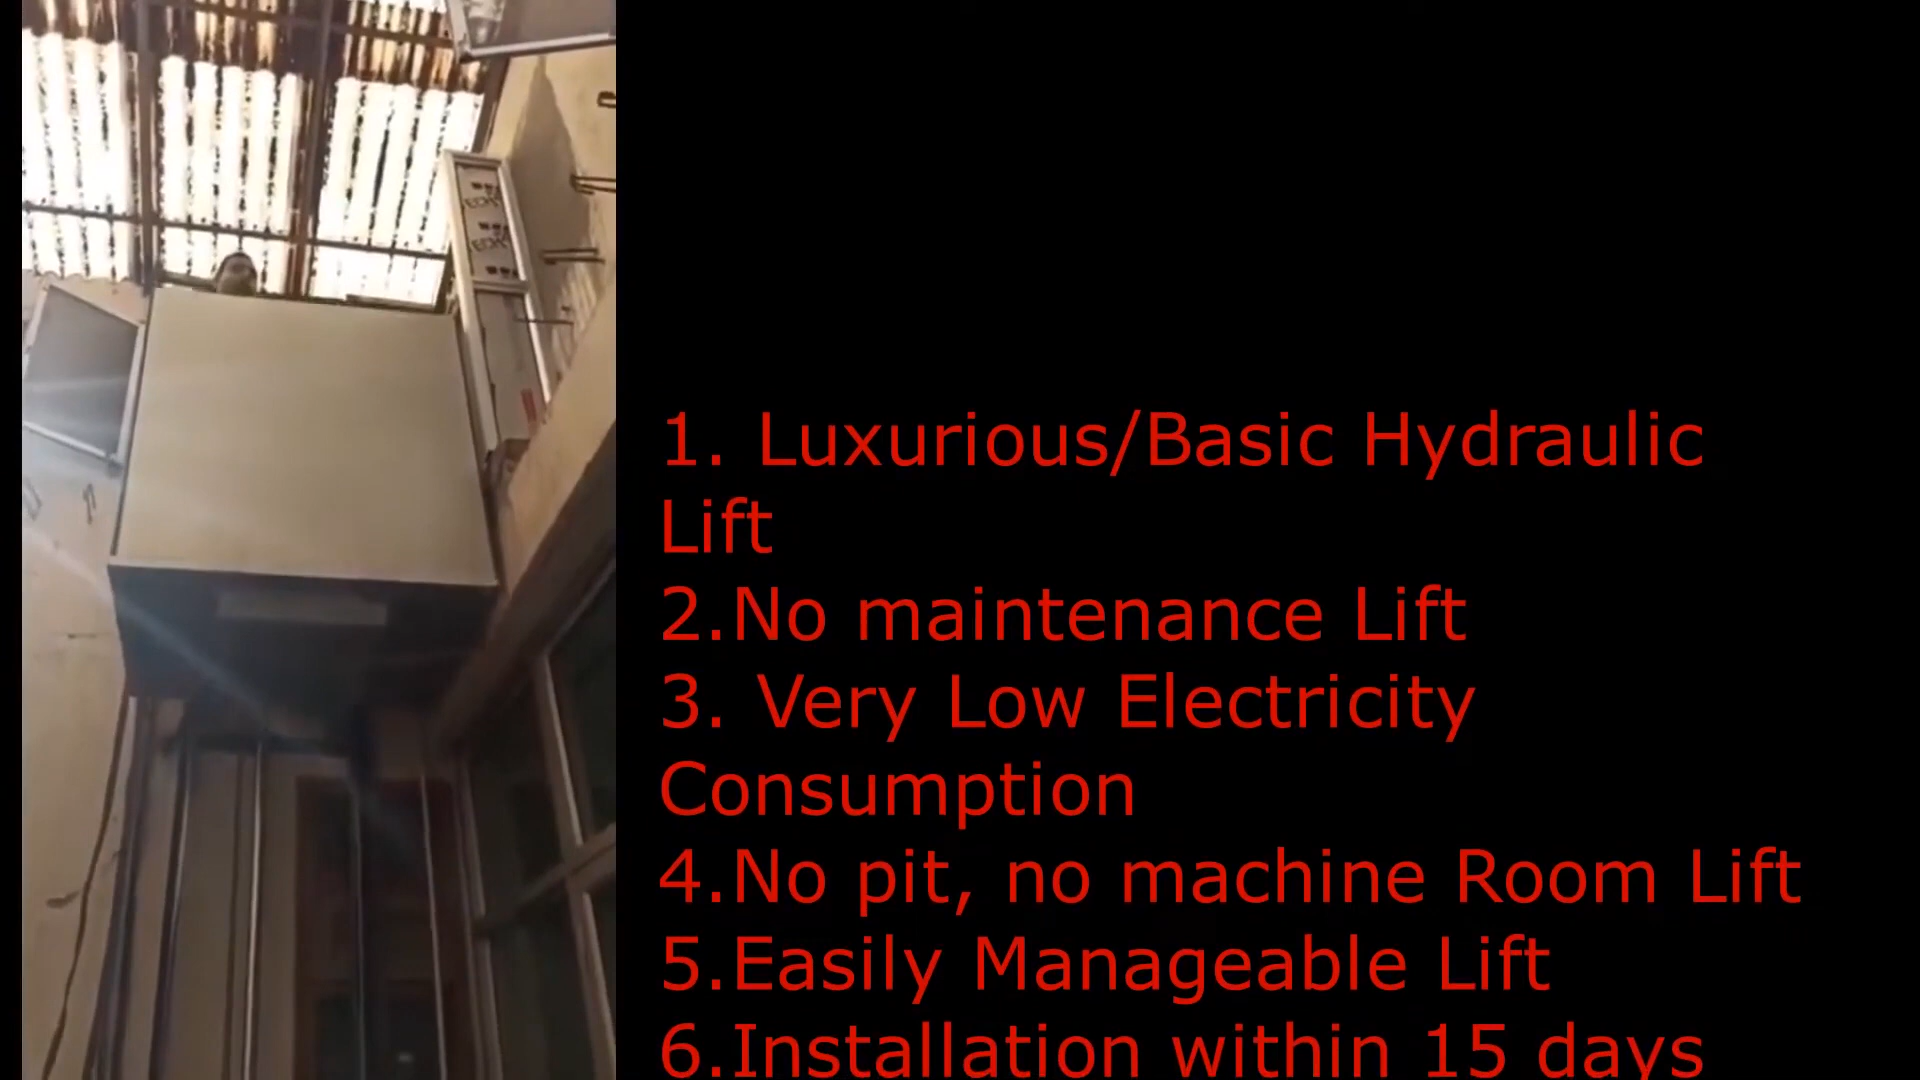 1. Luxurious/Basic Hydraulic
Lift
2.No maintenance Lift
3. Very Low Electricity
Consumption
4.No pit, no machine Room Lift
5.Easily Manageable Lift
6.Installation within 15 days